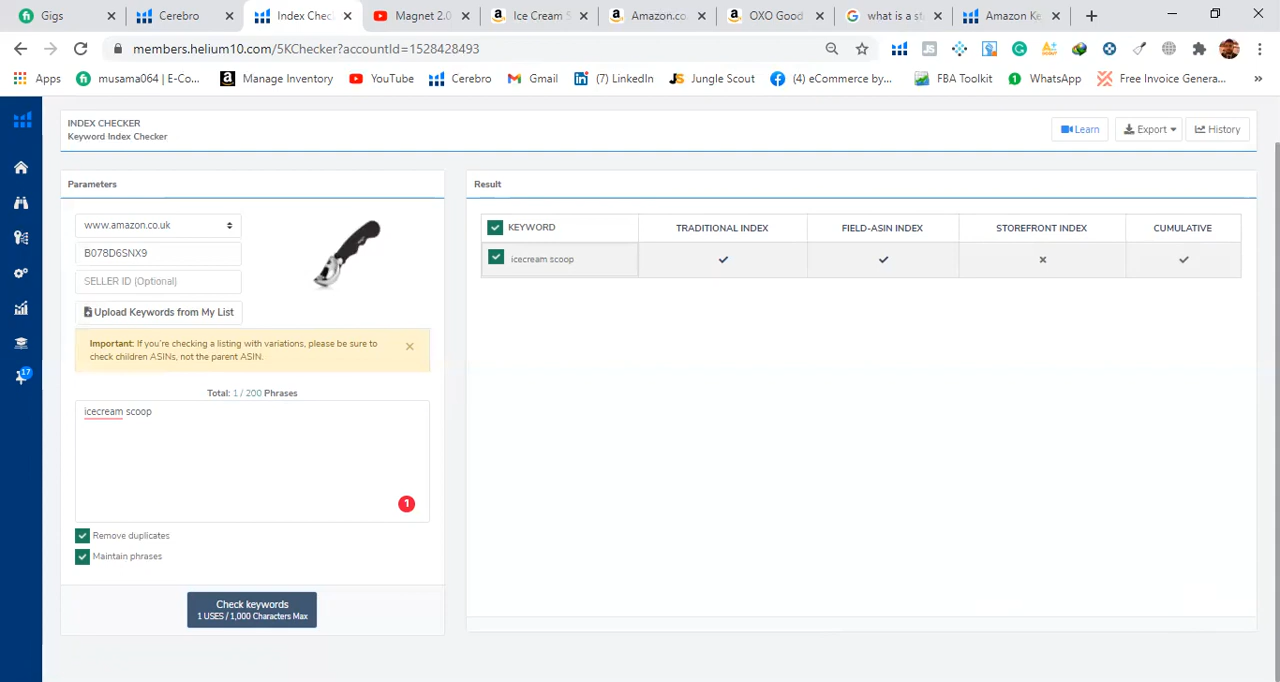 Gigs
Cerebro
Index Chec
Magnet 2.0
Ice Cream S
Amazon.co
OXO Good
what is a st
Amazon Ke
members.helium10.com/5KChecker?accountId=1528428493
Apps
musama064 | E-Co...
Manage Inventory
YouTube
Cerebro
Gmail
(7) LinkedIn
Jungle Scout
(4) eCommerce by...
FBA Toolkit
WhatsApp
Free Invoice Genera...
INDEX CHECKER
Keyword Index Checker
Learn
Export
History
Parameters
www.amazon.co.uk
B078D6SNX9
SELLER ID (Optional)
Upload Keywords from My List
Important: If you're checking a listing with variations, please be sure to
check children ASINs, not the parent ASIN.
Total: 1 / 200 Phrases
icecream scoop
1
Remove duplicates
Maintain phrases
Check keywords
1 USES / 1,000 Characters Max
Result
KEYWORD TRADITIONAL INDEX FIELD-ASIN INDEX STOREFRONT INDEX CUMULATIVE
icecream scoop
17